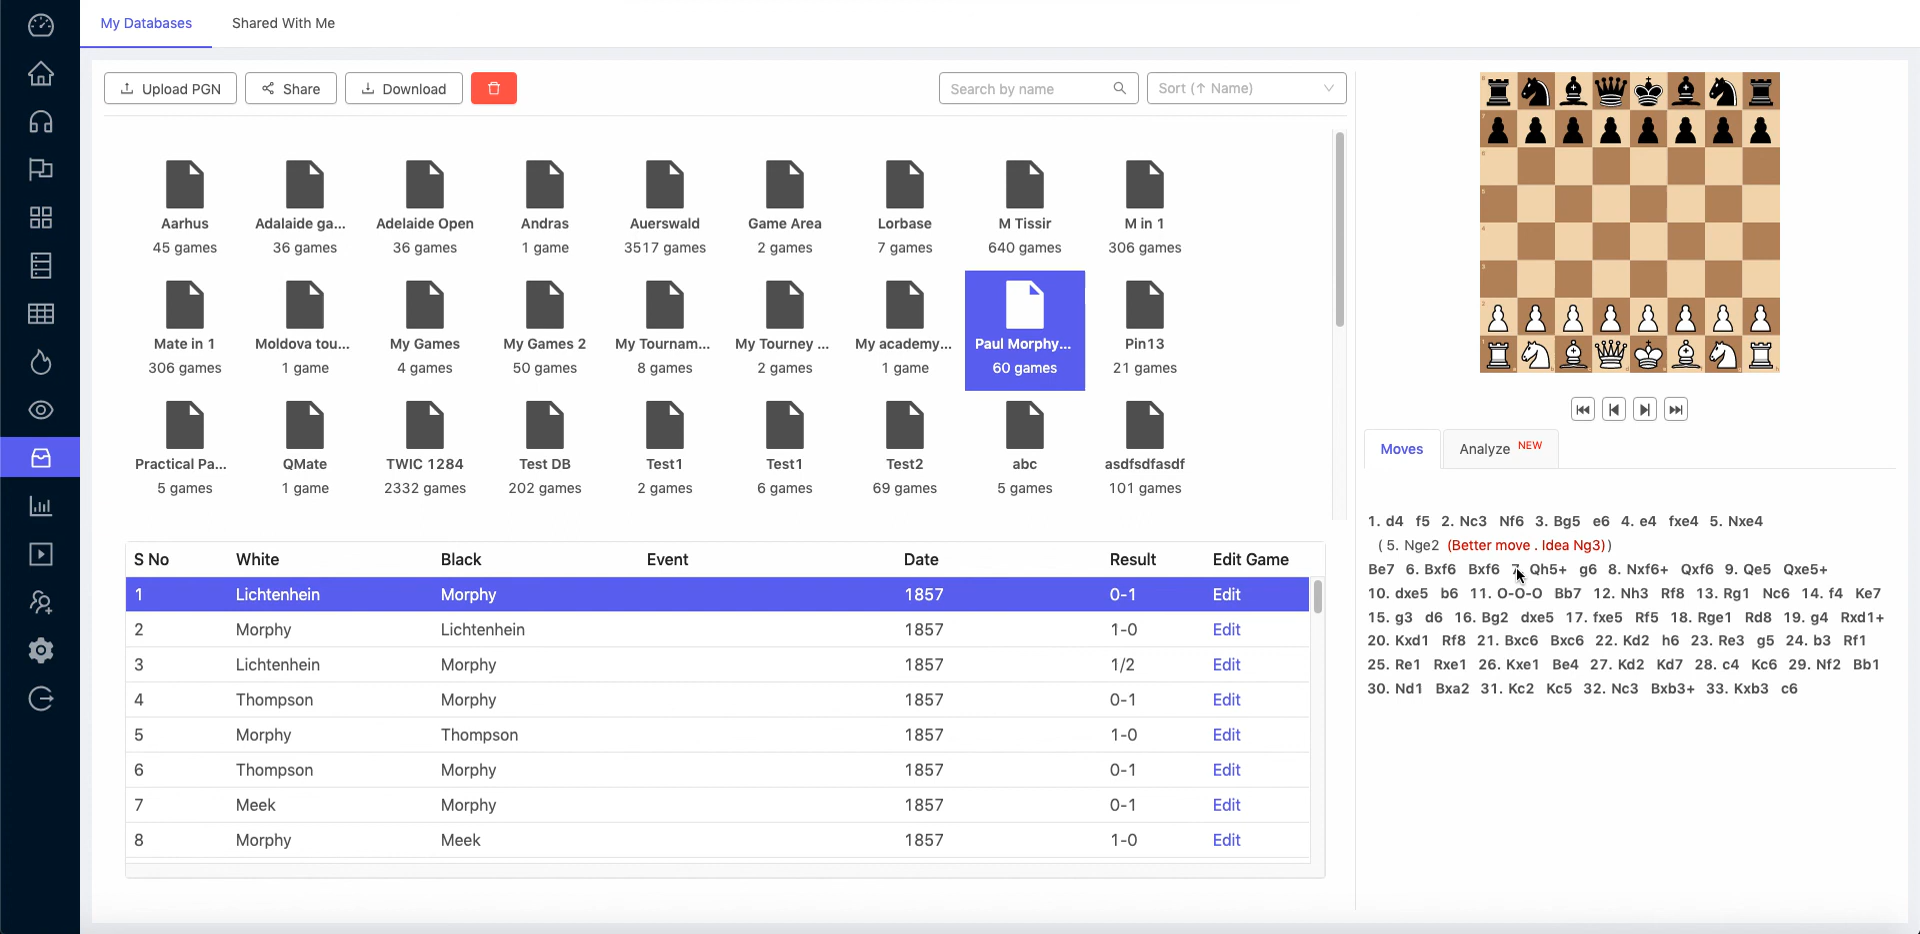 My Databases Shared With Me
Upload PGN Share Download Search by name Sort (↑ Name)
Aarhus Adalaide ga... Adelaide Open Andras Auerswald Game Area Lorbase M Tissir M in 1
45 games 36 games 36 games 1 game 3517 games 2 games 7 games 640 games 306 games
Mate in 1 Moldova tou... My Games My Games 2 My Tournam... My Tourney ... My academy... Paul Morphy... Pin13
306 games 1 game 4 games 50 games 8 games 2 games 1 game 60 games 21 games
Practical Pa... QMate TWIC 1284 Test DB Test1 Test1 Test2 abc asdfsdfasdf
5 games 1 game 2332 games 202 games 2 games 6 games 69 games 5 games 101 games
S No White Black Event Date Result Edit Game
1 Lichtenhein Morphy 1857 0-1 Edit
2 Morphy Lichtenhein 1857 1-0 Edit
3 Lichtenhein Morphy 1857 1/2 Edit
4 Thompson Morphy 1857 0-1 Edit
5 Morphy Thompson 1857 1-0 Edit
6 Thompson Morphy 1857 0-1 Edit
7 Meek Morphy 1857 0-1 Edit
8 Morphy Meek 1857 1-0 Edit
Moves Analyze NEW
1. d4 f5 2. Nc3 Nf6 3. Bg5 e6 4. e4 fxe4 5. Nxe4
( 5. Nge2 (Better move . Idea Ng3) )
Be7 6. Bxf6 Bxf6 7. Qh5+ g6 8. Nxf6+ Qxf6 9. Qe5 Qxe5+
10. dxe5 b6 11. O-O-O Bb7 12. Nh3 Rf8 13. Rg1 Nc6 14. f4 Ke7
15. g3 d6 16. Bg2 dxe5 17. fxe5 Rf5 18. Rge1 Rd8 19. g4 Rxd1+
20. Kxd1 Rf8 21. Bxc6 Bxc6 22. Kd2 h6 23. Re3 g5 24. b3 Rf1
25. Re1 Rxe1 26. Kxe1 Be4 27. Kd2 Kd7 28. c4 Kc6 29. Nf2 Bb1
30. Nd1 Bxa2 31. Kc2 Kc5 32. Nc3 Bxb3+ 33. Kxb3 c6